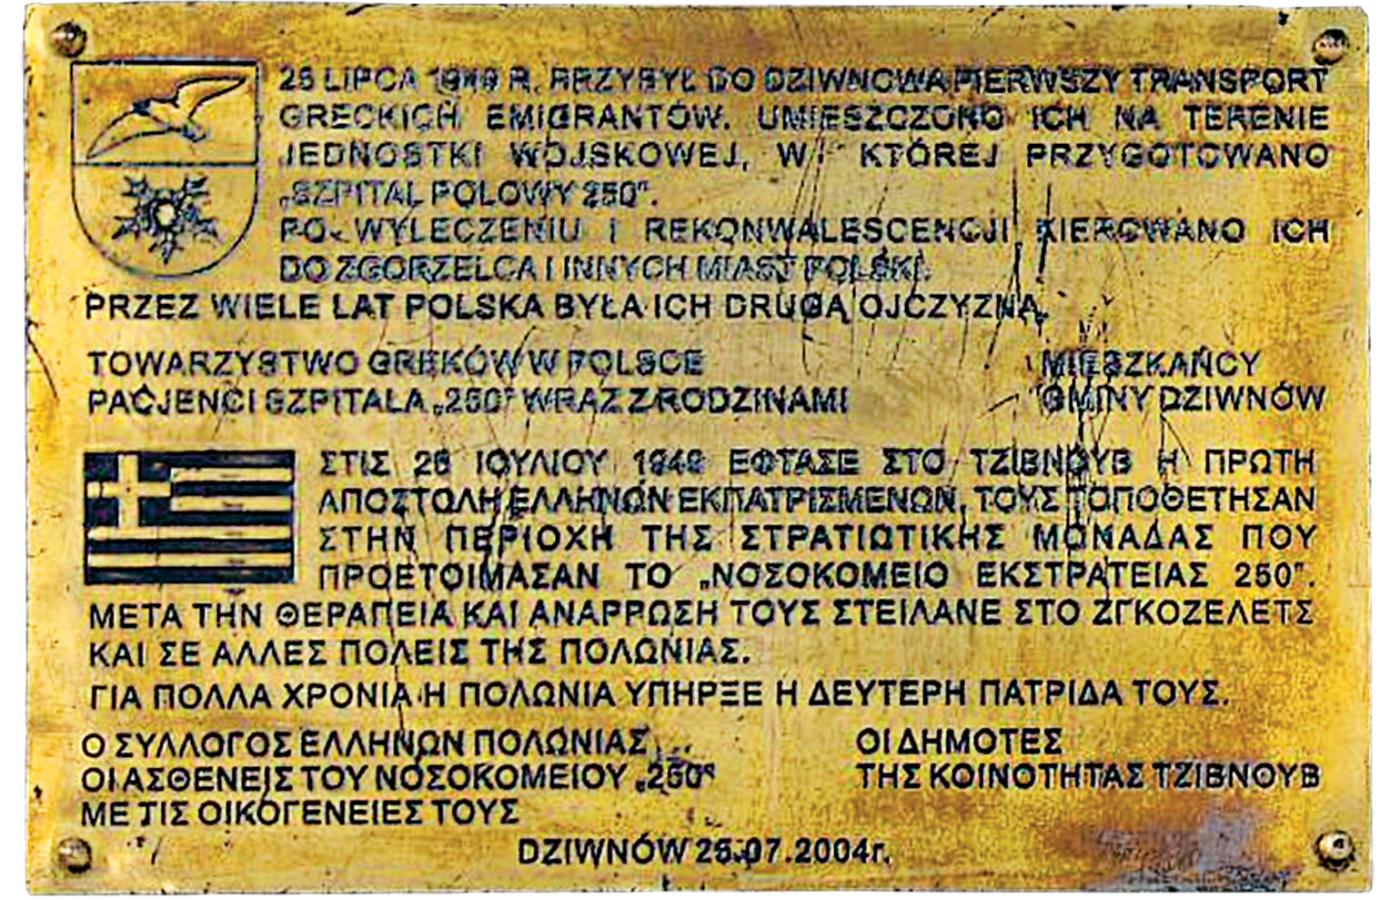 25 LIPCA 1949 R. PRZYBYŁ DO DZIWNOWA PIERWSZY TRANSPORT
GRECKICH EMIGRANTÓW. UMIESZCZONO ICH NA TERENIE
JEDNOSTKI WOJSKOWEJ, W KTÓREJ PRZYGOTOWANO
„SZPITAL POLOWY 250".
PO WYLECZENIU I REKONWALESCENCJI KIEROWANO ICH
DO ZGORZELCA I INNYCH MIAST POLSKI.
PRZEZ WIELE LAT POLSKA BYŁA ICH DRUGĄ OJCZYZNĄ.
TOWARZYSTWO GREKÓW W POLSCE
PACJENCI SZPITALA „250" WRAZ Z RODZINAMI
MIESZKAŃCY
GMINY DZIWNÓW
ΣΤΙΣ 25 ΙΟΥΛΙΟΥ 1949 ΕΦΤΑΣΕ ΣΤΟ ΤΖΙΒΝΟΥΒ Η ΠΡΩΤΗ
ΑΠΟΣΤΟΛΗ ΕΛΛΗΝΩΝ ΕΚΠΑΤΡΙΣΜΕΝΩΝ. ΤΟΥΣ ΤΟΠΟΘΕΤΗΣΑΝ
ΣΤΗΝ ΠΕΡΙΟΧΗ ΤΗΣ ΣΤΡΑΤΙΩΤΙΚΗΣ ΜΟΝΑΔΑΣ ΠΟΥ
ΠΡΟΕΤΟΙΜΑΣΑΝ ΤΟ „ΝΟΣΟΚΟΜΕΙΟ ΕΚΣΤΡΑΤΕΙΑΣ 250".
ΜΕΤΑ ΤΗΝ ΘΕΡΑΠΕΙΑ ΚΑΙ ΑΝΑΡΡΩΣΗ ΤΟΥΣ ΣΤΕΙΛΑΝΕ ΣΤΟ ΖΓΚΟΖΕΛΕΤΣ
ΚΑΙ ΣΕ ΑΛΛΕΣ ΠΟΛΕΙΣ ΤΗΣ ΠΟΛΩΝΙΑΣ.
ΓΙΑ ΠΟΛΛΑ ΧΡΟΝΙΑ Η ΠΟΛΩΝΙΑ ΥΠΗΡΞΕ Η ΔΕΥΤΕΡΗ ΠΑΤΡΙΔΑ ΤΟΥΣ.
Ο ΣΥΛΛΟΓΟΣ ΕΛΛΗΝΩΝ ΠΟΛΩΝΙΑΣ
ΟΙ ΑΣΘΕΝΕΙΣ ΤΟΥ ΝΟΣΟΚΟΜΕΙΟΥ „250"
ΜΕ ΤΙΣ ΟΙΚΟΓΕΝΕΙΕΣ ΤΟΥΣ
ΟΙ ΔΗΜΟΤΕΣ
ΤΗΣ ΚΟΙΝΟΤΗΤΑΣ ΤΖΙΒΝΟΥΒ
DZIWNÓW 25.07.2004r.